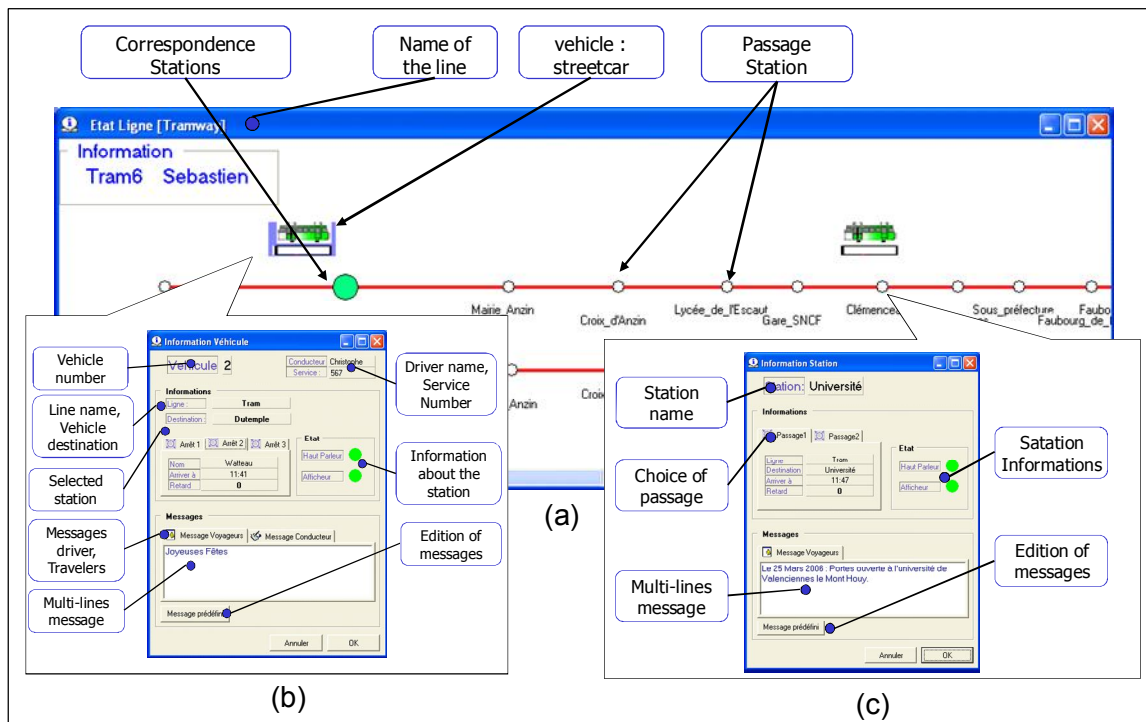 Correspondence
Stations
Name of
the line
vehicle :
streetcar
Passage
Station
Etat Ligne [Tramway]
Information
Tram6 Sebastien
Mairie_Anzin
Croix_d'Anzin
Lycée_de_l'Escaut
Gare_SNCF
Clémenceau
Sous_préfecture
Faubourg_de_
Faubo
_Anzin
Croix
(a)
Information Véhicule
Véhicule 2
Conducteur Christophe
Service : 567
Informations
Ligne : Tram
Destination : Dutemple
Arrêt 1 Arrêt 2 Arrêt 3
Nom Watteau
Arriver à 11:41
Retard 0
Etat
Haut Parleur
Afficheur
Messages
Message Voyageurs Message Conducteur
Joyeuses Fêtes
Message prédéfini
Annuler OK
Vehicle
number
Line name,
Vehicle
destination
Selected
station
Messages
driver,
Travelers
Multi-lines
message
Driver name,
Service
Number
Information
about the
station
Edition of
messages
(b)
Information Station
Station: Université
Informations
Passage1 Passage2
Ligne Tram
Destination Université
Arriver à 11:47
Retard 0
Etat
Haut Parleur
Afficheur
Messages
Message Voyageurs
Le 25 Mars 2006 : Portes ouverte à l'université de
Valenciennes le Mont Houy.
Message prédéfini
Annuler OK
Station
name
Choice of
passage
Multi-lines
message
Satation
Informations
Edition of
messages
(c)